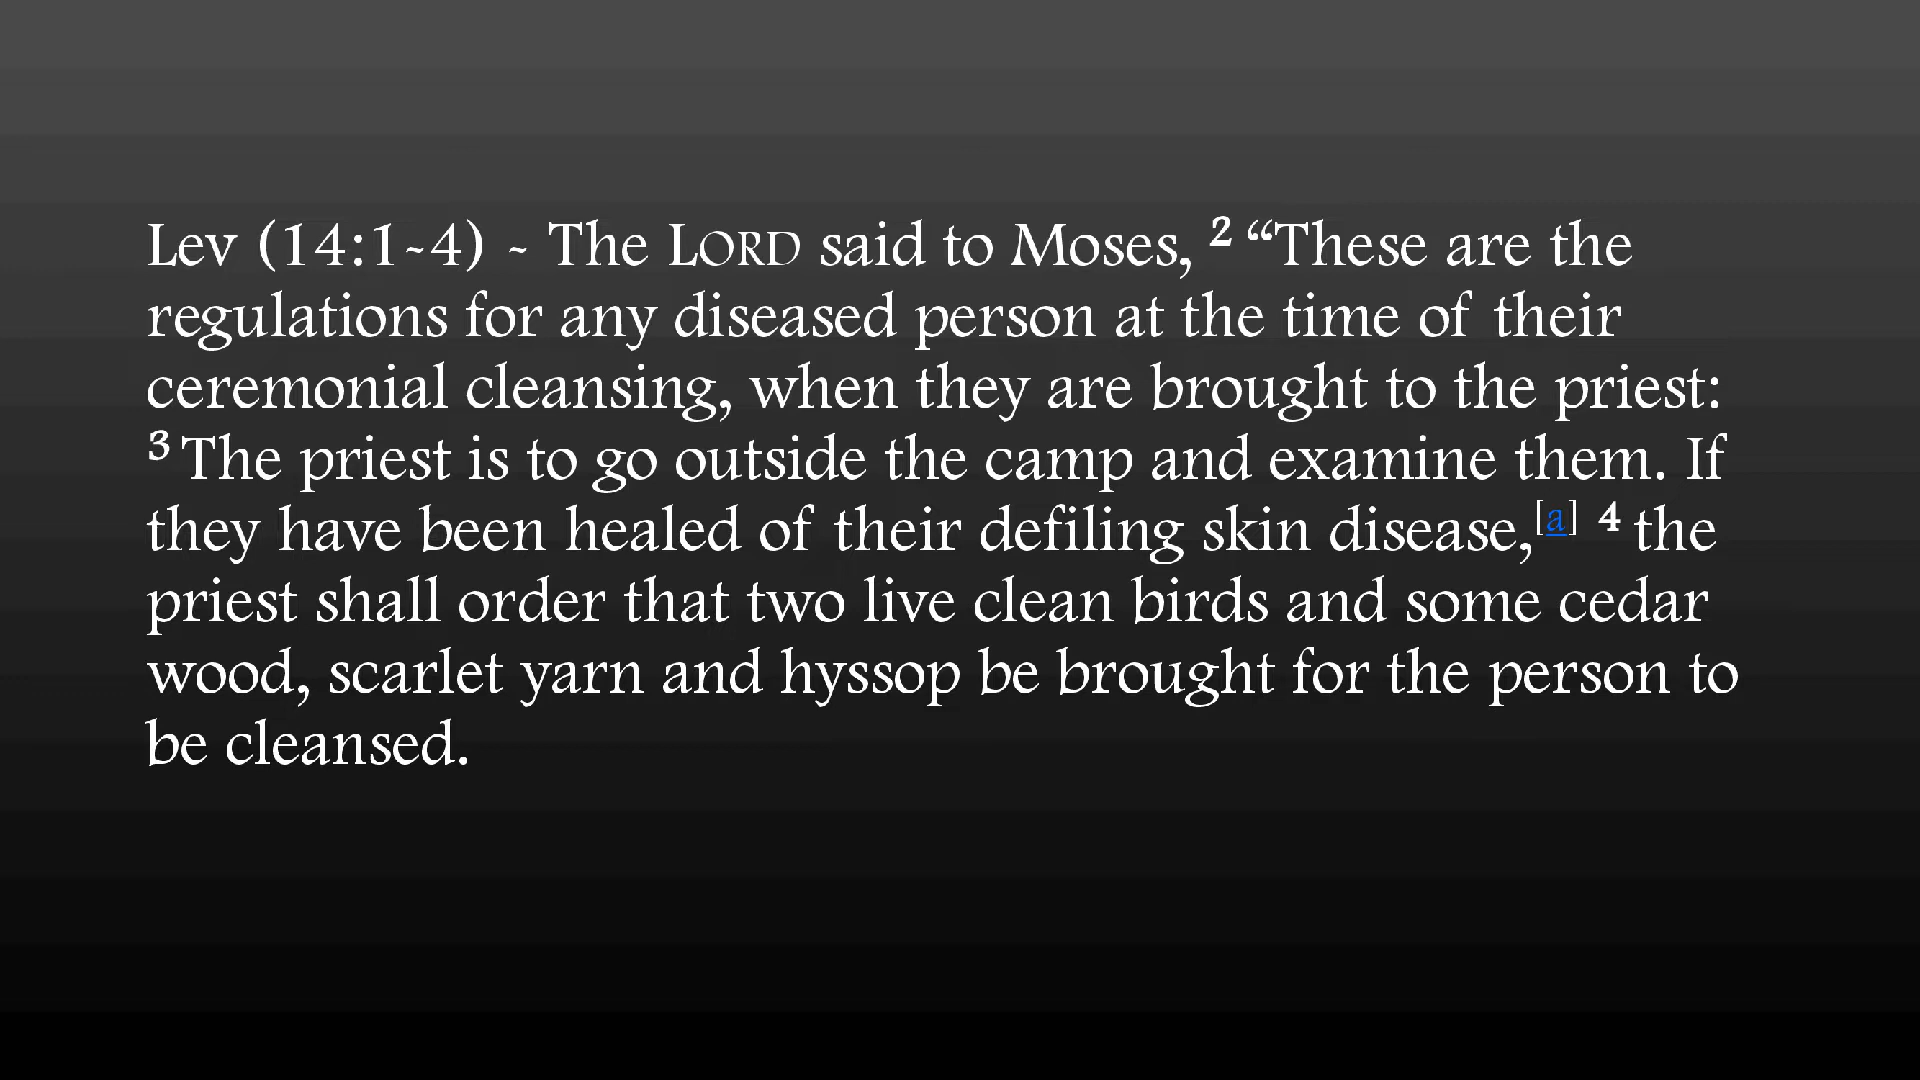 Lev (14:1-4) - The LORD said to Moses, 2 “These are the
regulations for any diseased person at the time of their
ceremonial cleansing, when they are brought to the priest:
3 The priest is to go outside the camp and examine them. If
they have been healed of their defiling skin disease,[a] 4 the
priest shall order that two live clean birds and some cedar
wood, scarlet yarn and hyssop be brought for the person to
be cleansed.